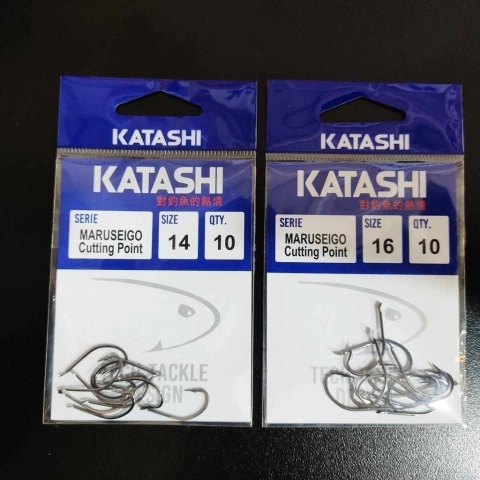 KATASHI
KATASHI
對釣魚的熱情
SERIE
SIZE
QTY.
MARUSEIGO
Cutting Point
14
10
TACKLE
KATASHI
KATASHI
對釣魚的熱情
SERIE
SIZE
QTY.
MARUSEIGO
Cutting Point
16
10